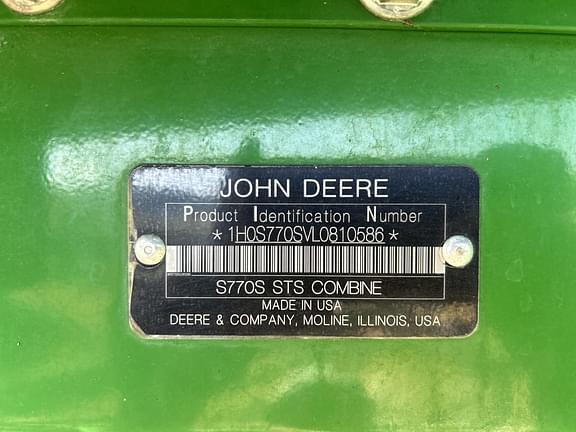 JOHN DEERE
Product Identification Number
*1H0S770SVL0810586*
S770S STS COMBINE
MADE IN USA
DEERE & COMPANY, MOLINE, ILLINOIS, USA